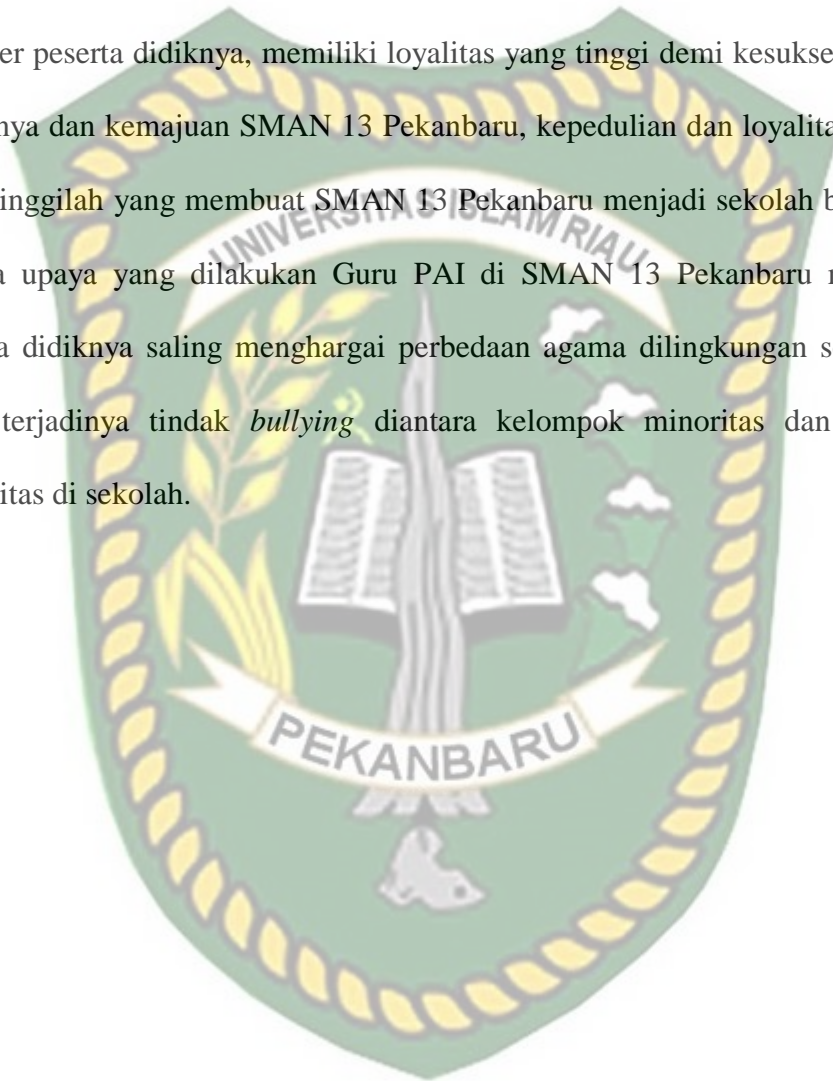 er peserta didiknya, memiliki loyalitas yang tinggi demi kesukse
nya dan kemajuan SMAN 13 Pekanbaru, kepedulian dan loyalita
inggilah yang membuat SMAN 13 Pekanbaru menjadi sekolah b
UNIVERSITAS ISLAM RIAU
a upaya yang dilakukan Guru PAI di SMAN 13 Pekanbaru
a didiknya saling menghargai perbedaan agama dilingkungan s
terjadinya tindak bullying diantara kelompok minoritas dan
itas di sekolah.
PEKANBARU